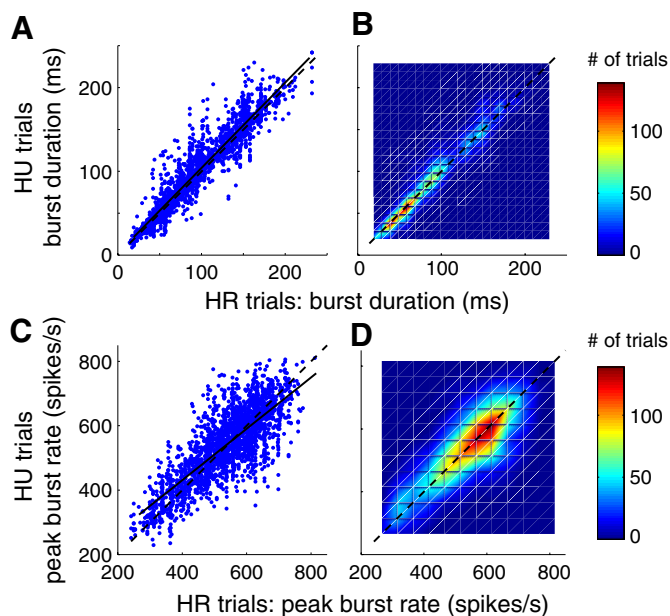 A
B
200
100
0
HU trials
burst duration (ms)
0
100
200
0
100
200
HR trials: burst duration (ms)
# of trials
100
50
0
C
D
800
600
400
200
HU trials
peak burst rate (spikes/s)
200
400
600
800
200
400
600
800
HR trials: peak burst rate (spikes/s)
# of trials
100
50
0